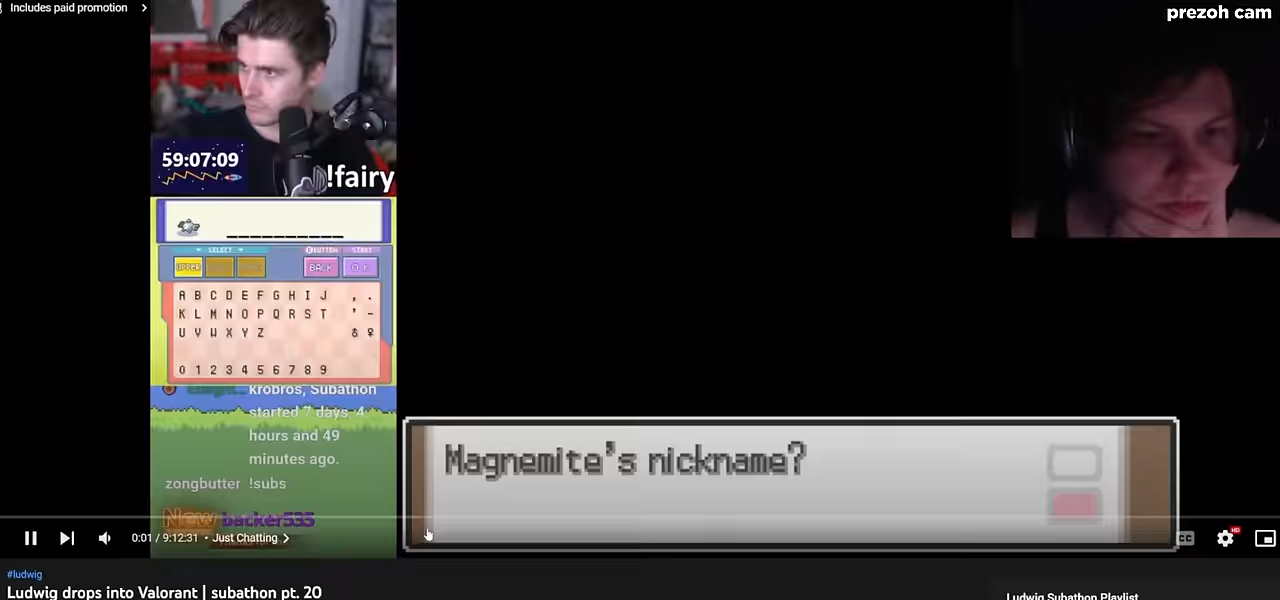 Includes paid promotion
prezoh cam
59:07:09
!fairy
SELECT
BUTTON
START
UPPER
BACK
OK
A B C D E F G H I J , .
K L M N O P Q R S T ' -
U V W X Y Z ♂ ♀
0 1 2 3 4 5 6 7 8 9
krobros, Subathon
started 7 days, 4
hours and 49
minutes ago.
zongbutter !subs
New backer535
Magnemite's nickname?
0:01 / 9:12:31 • Just Chatting
CC
HD
#ludwig
Ludwig drops into Valorant | subathon pt. 20
Ludwig Subathon Playlist